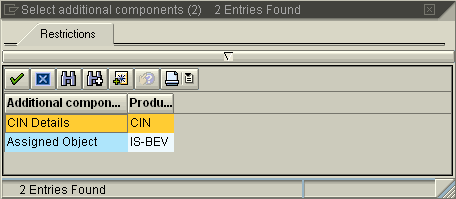 Select additional components (2) 2 Entries Found
Restrictions
Additional compon... Produ...
CIN Details CIN
Assigned Object IS-BEV
2 Entries Found